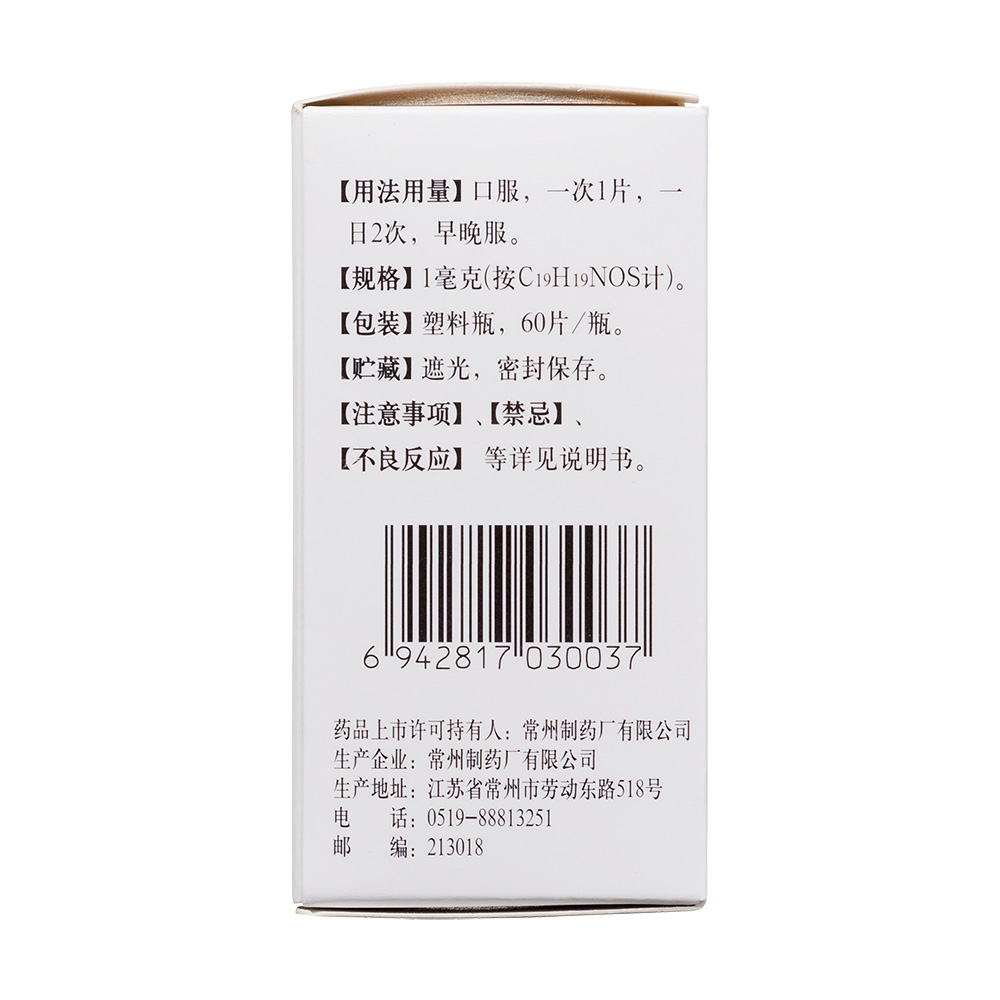 【用法用量】口服，一次1片，一
日2次，早晚服。
【规格】1毫克(按C₁₉H₁₉NOS计)。
【包装】塑料瓶，60片/瓶。
【贮藏】遮光，密封保存。
【注意事项】、【禁忌】、
【不良反应】 等详见说明书。
6 942817 030037
药品上市许可持有人：常州制药厂有限公司
生产企业：常州制药厂有限公司
生产地址：江苏省常州市劳动东路518号
电 话：0519-88813251
邮 编：213018